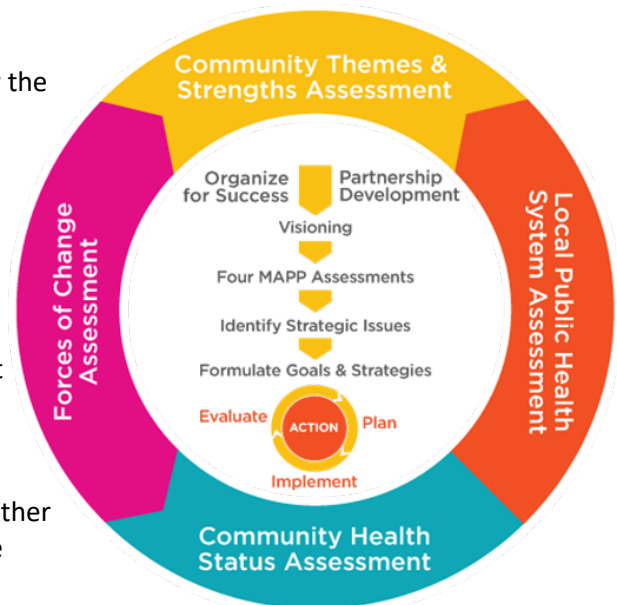 the
t
ther
e
Community Themes &
Strengths Assessment
Organize
for Success
Partnership
Development
Visioning
Four MAPP Assessments
Identify Strategic Issues
Formulate Goals & Strategies
Evaluate
ACTION
Plan
Implement
Forces of Change
Assessment
Local Public Health
System Assessment
Community Health
Status Assessment